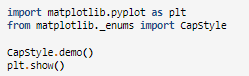 import matplotlib.pyplot as plt
from matplotlib._enums import CapStyle
CapStyle.demo()
plt.show()